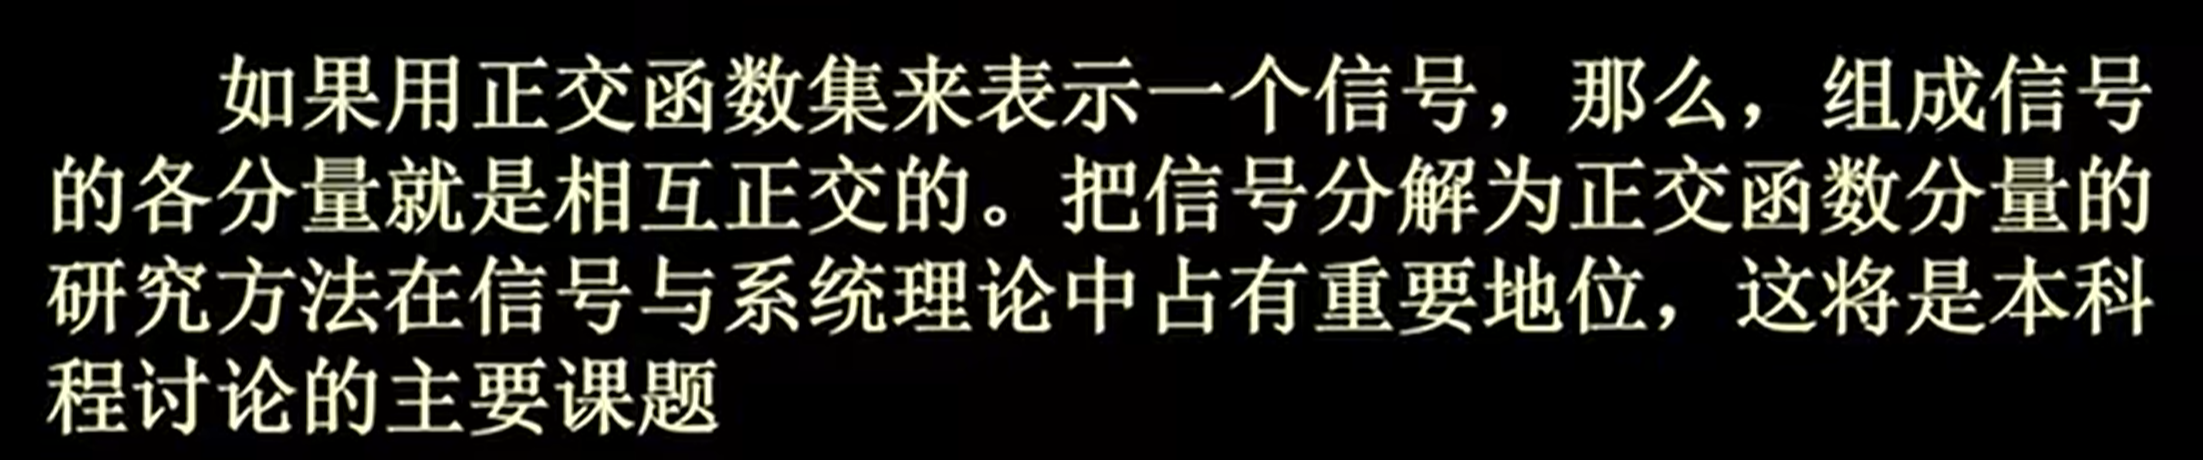 如果用正交函数集来表示一个信号，那么，组成信号
的各分量就是相互正交的。把信号分解为正交函数分量的
研究方法在信号与系统理论中占有重要地位，这将是本科
程讨论的主要课题